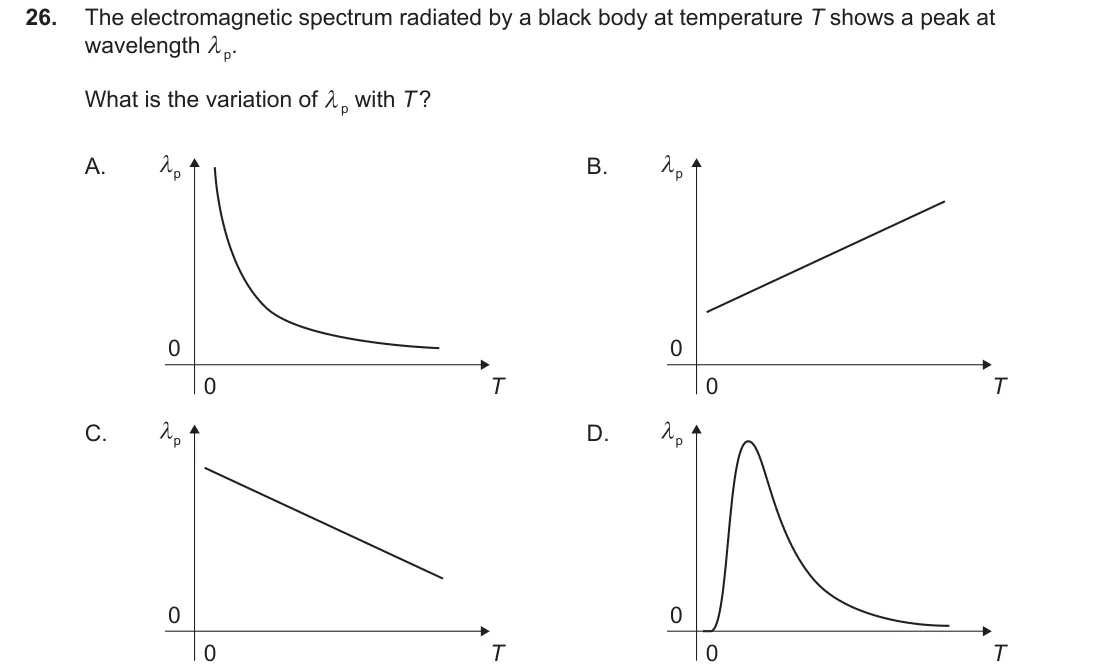 26. The electromagnetic spectrum radiated by a black body at temperature T shows a peak at
wavelength λp.
What is the variation of λp with T?
A. λp
0
0
T
B. λp
0
0
T
C. λp
0
0
T
D. λp
0
0
T